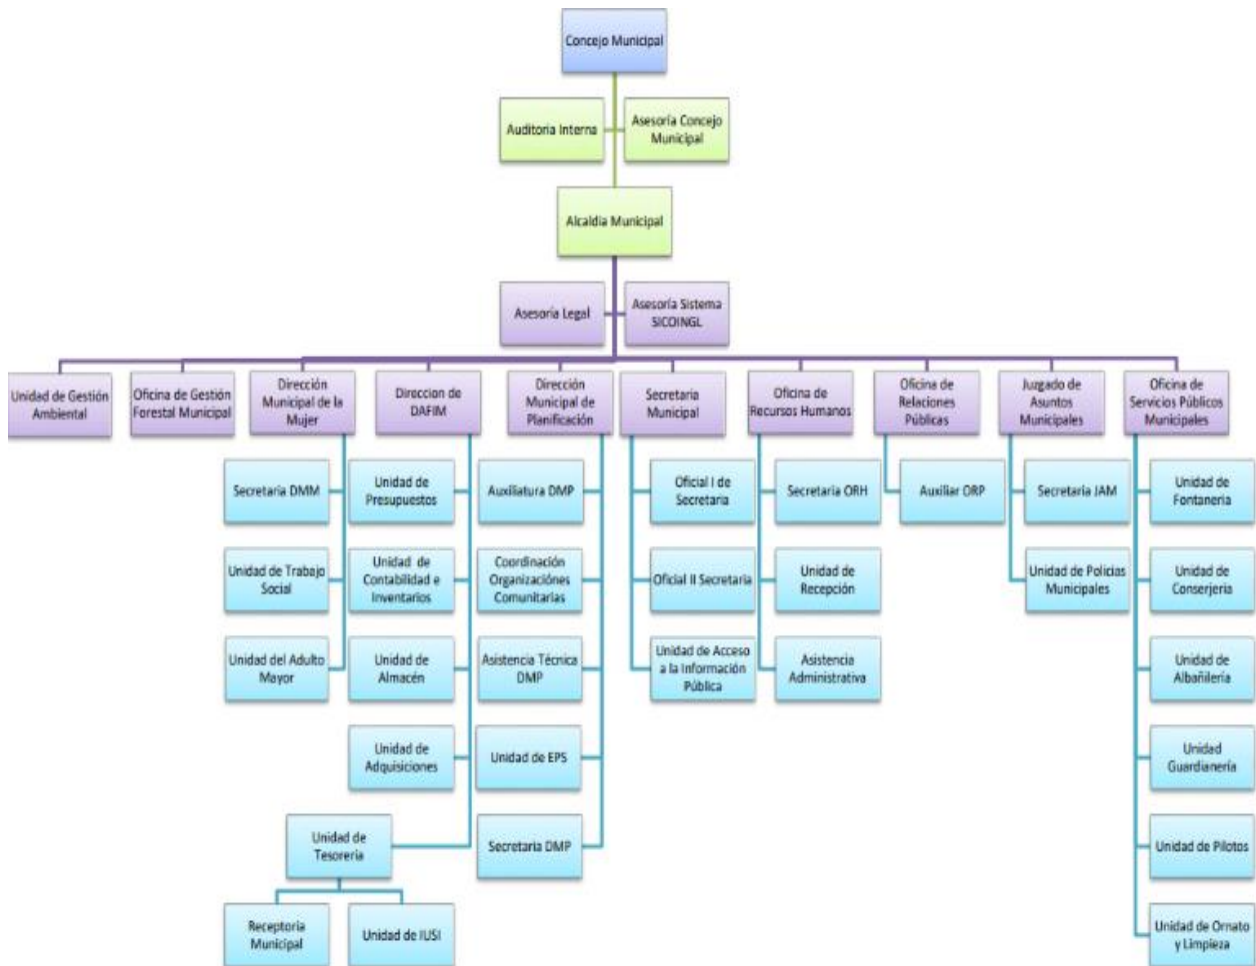 Concejo Municipal
Auditoria Interna
Asesoría Concejo
Municipal
Alcaldia Municipal
Asesoría Legal
Asesoría Sistema
SICOINGL
Unidad de Gestión
Ambiental
Oficina de Gestión
Forestal Municipal
Dirección
Municipal de la
Mujer
Direccion de
DAFIM
Dirección
Municipal de
Planificación
Secretaria
Municipal
Oficina de
Recursos Humanos
Oficina de
Relaciones
Públicas
Juzgado de
Asuntos
Municipales
Oficina de
Servicios Públicos
Municipales
Secretaria DMM
Unidad de
Presupuestos
Auxiliatura DMP
Oficial I de
Secretaria
Secretaria ORH
Auxiliar ORP
Secretaria JAM
Unidad de
Fontaneria
Unidad de Trabajo
Social
Unidad de
Contabilidad e
Inventarios
Coordinación
Organizaciónes
Comunitarias
Oficial II Secretaria
Unidad de
Recepción
Unidad de Policias
Municipales
Unidad de
Conserjeria
Unidad del Adulto
Mayor
Unidad de
Almacén
Asistencia Técnica
DMP
Unidad de Acceso
a la Información
Pública
Asistencia
Administrativa
Unidad de
Albañilería
Unidad de
Adquisiciones
Unidad de EPS
Unidad
Guardianería
Unidad de
Tesoreria
Secretaria DMP
Unidad de Pilotos
Receptoria
Municipal
Unidad de IUSI
Unidad de Ornato
y Limpieza